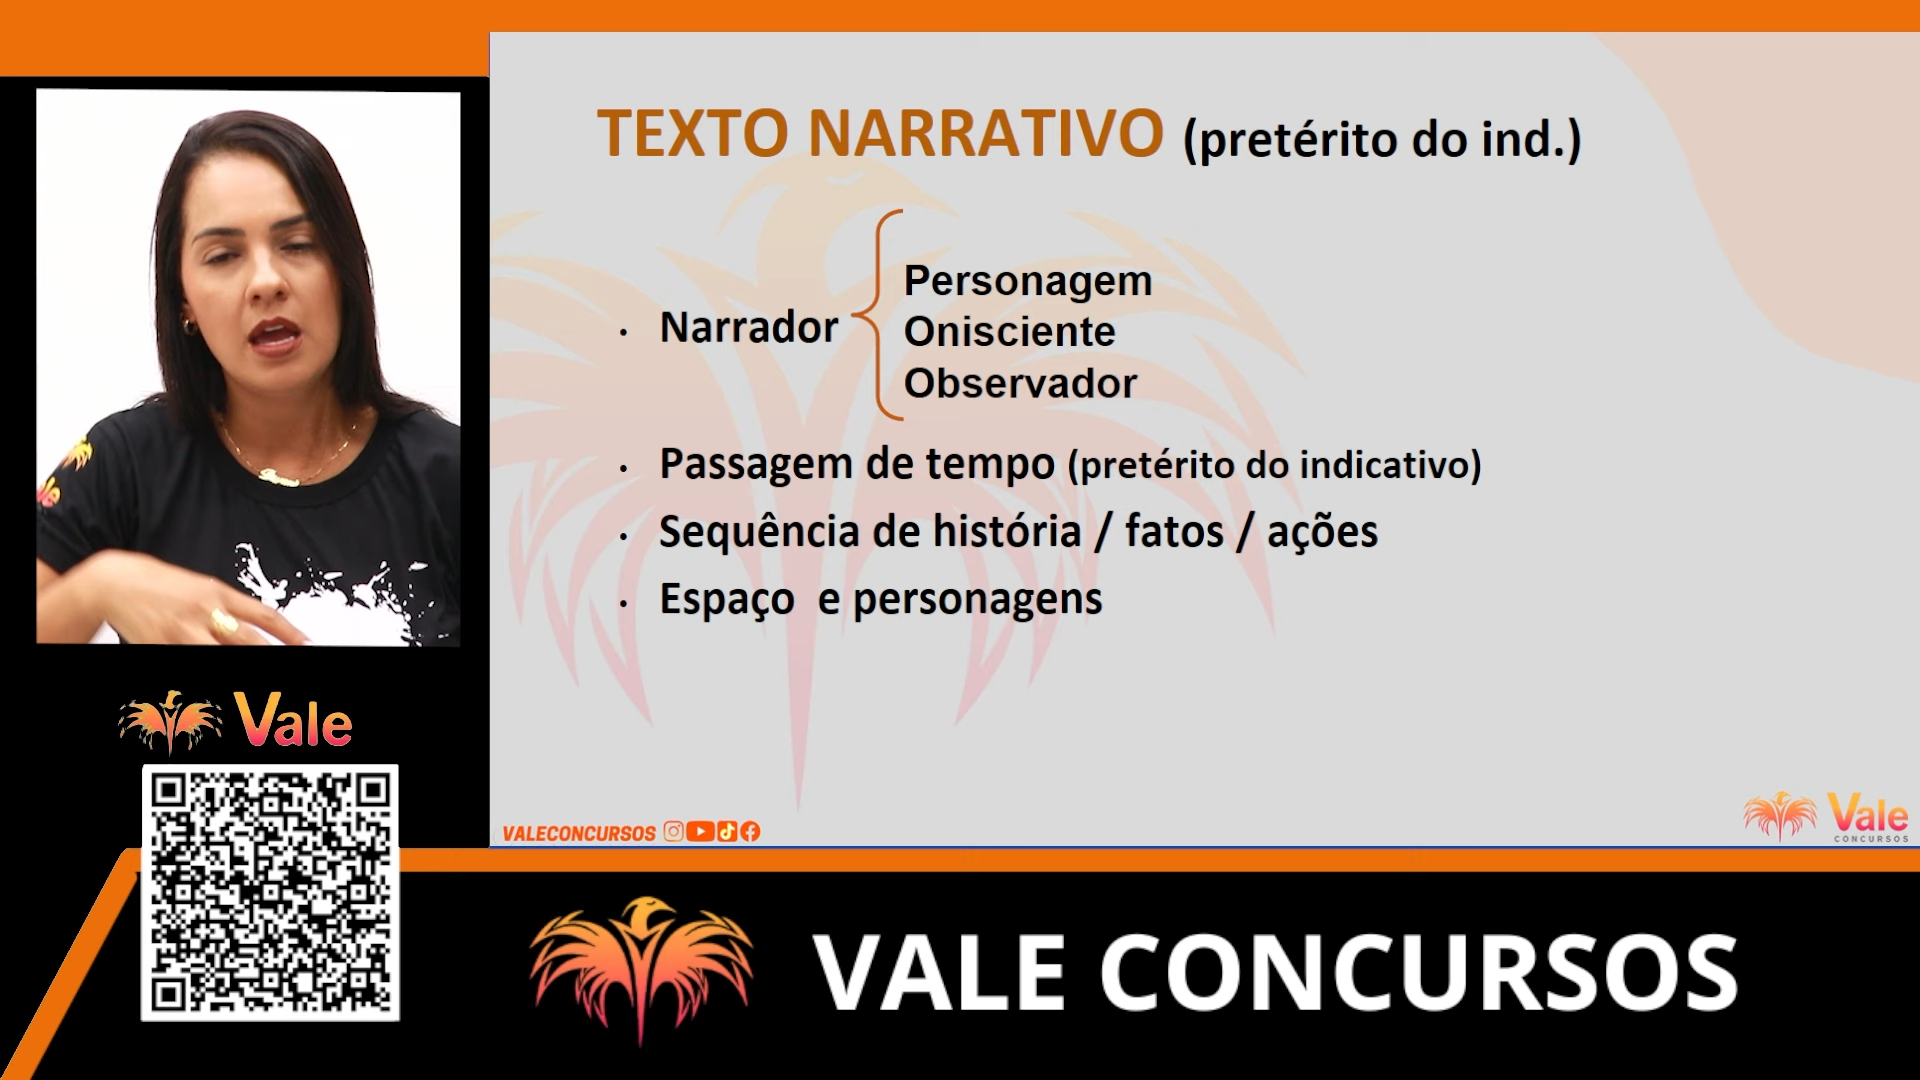 TEXTO NARRATIVO (pretérito do ind.)
Personagem
• Narrador
Onisciente
Observador
• Passagem de tempo (pretérito do indicativo)
• Sequência de história / fatos / ações
• Espaço e personagens
Vale
VALECONCURSOS
Vale
CONCURSOS
VALE CONCURSOS